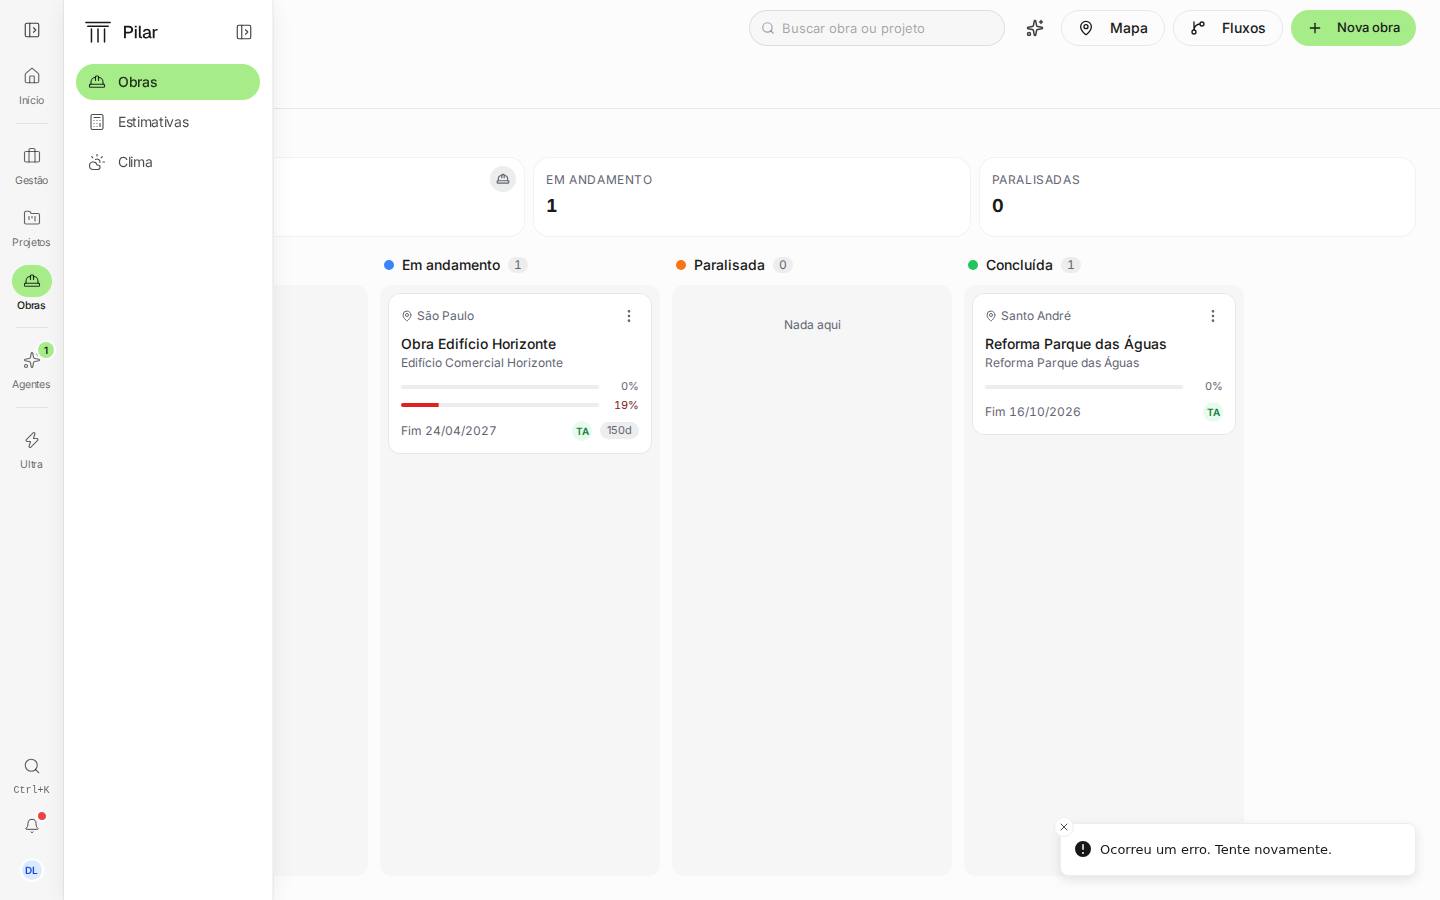 Início
Gestão
Projetos
Obras
1
Agentes
Ultra
Ctrl+K
DL
Pilar
Obras
Estimativas
Clima
Buscar obra ou projeto
Mapa
Fluxos
Nova obra
EM ANDAMENTO
1
PARALISADAS
0
Em andamento 1
São Paulo
Obra Edifício Horizonte
Edifício Comercial Horizonte
0%
19%
Fim 24/04/2027 TA 150d
Paralisada 0
Nada aqui
Concluída 1
Santo André
Reforma Parque das Águas
Reforma Parque das Águas
0%
Fim 16/10/2026 TA
Ocorreu um erro. Tente novamente.